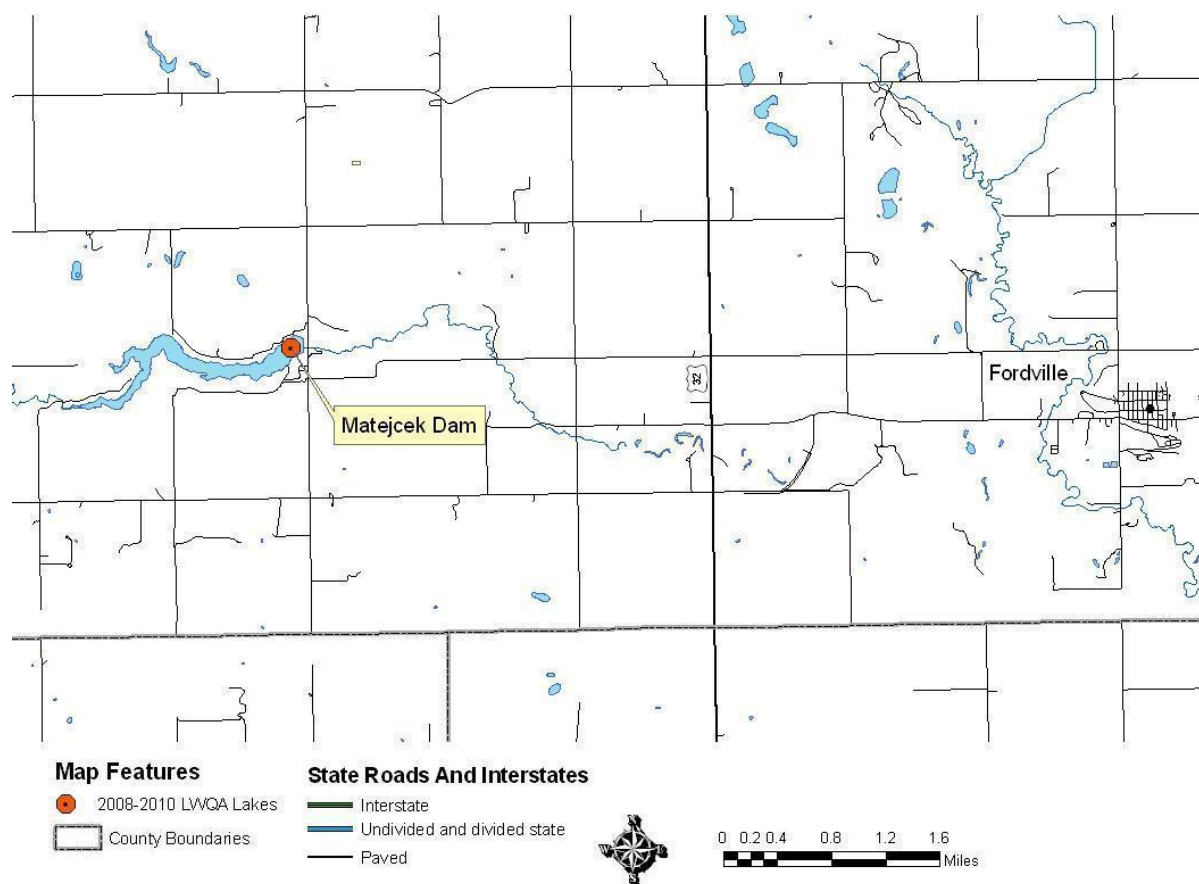 32
Fordville
Matejcek Dam
Map Features
2008-2010 LWQA Lakes
County Boundaries
State Roads And Interstates
Interstate
Undivided and divided state
Paved
N
W E
S
0 0.2 0.4 0.8 1.2 1.6
Miles